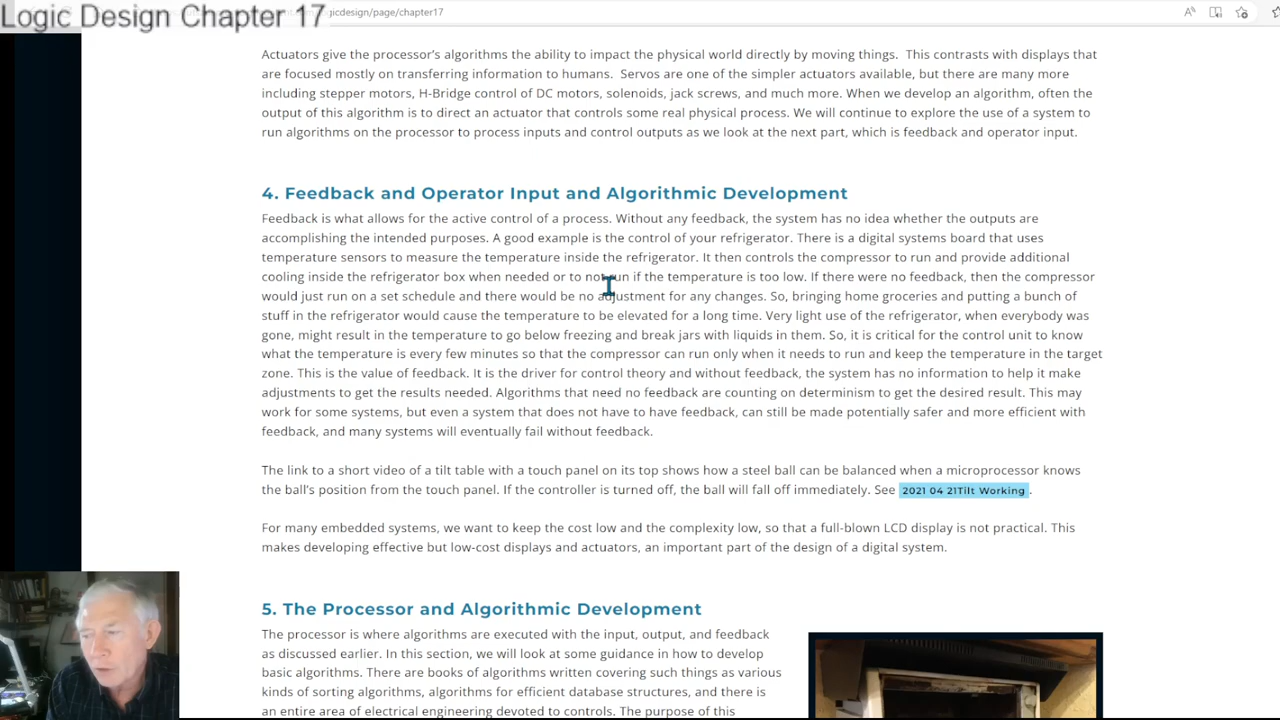 Logic Design Chapter 17
gicdesign/page/chapter17
Actuators give the processor's algorithms the ability to impact the physical world directly by moving things.  This contrasts with displays that
are focused mostly on transferring information to humans.  Servos are one of the simpler actuators available, but there are many more
including stepper motors, H-Bridge control of DC motors, solenoids, jack screws, and much more. When we develop an algorithm, often the
output of this algorithm is to direct an actuator that controls some real physical process. We will continue to explore the use of a system to
run algorithms on the processor to process inputs and control outputs as we look at the next part, which is feedback and operator input.
4. Feedback and Operator Input and Algorithmic Development
Feedback is what allows for the active control of a process. Without any feedback, the system has no idea whether the outputs are
accomplishing the intended purposes. A good example is the control of your refrigerator. There is a digital systems board that uses
temperature sensors to measure the temperature inside the refrigerator. It then controls the compressor to run and provide additional
cooling inside the refrigerator box when needed or to not run if the temperature is too low. If there were no feedback, then the compressor
would just run on a set schedule and there would be no adjustment for any changes. So, bringing home groceries and putting a bunch of
stuff in the refrigerator would cause the temperature to be elevated for a long time. Very light use of the refrigerator, when everybody was
gone, might result in the temperature to go below freezing and break jars with liquids in them. So, it is critical for the control unit to know
what the temperature is every few minutes so that the compressor can run only when it needs to run and keep the temperature in the target
zone. This is the value of feedback. It is the driver for control theory and without feedback, the system has no information to help it make
adjustments to get the results needed. Algorithms that need no feedback are counting on determinism to get the desired result. This may
work for some systems, but even a system that does not have to have feedback, can still be made potentially safer and more efficient with
feedback, and many systems will eventually fail without feedback.
The link to a short video of a tilt table with a touch panel on its top shows how a steel ball can be balanced when a microprocessor knows
the ball's position from the touch panel. If the controller is turned off, the ball will fall off immediately. See 2021 04 21Tilt Working.
For many embedded systems, we want to keep the cost low and the complexity low, so that a full-blown LCD display is not practical. This
makes developing effective but low-cost displays and actuators, an important part of the design of a digital system.
5. The Processor and Algorithmic Development
The processor is where algorithms are executed with the input, output, and feedback
as discussed earlier. In this section, we will look at some guidance in how to develop
basic algorithms. There are books of algorithms written covering such things as various
kinds of sorting algorithms, algorithms for efficient database structures, and there is
an entire area of electrical engineering devoted to controls. The purpose of this